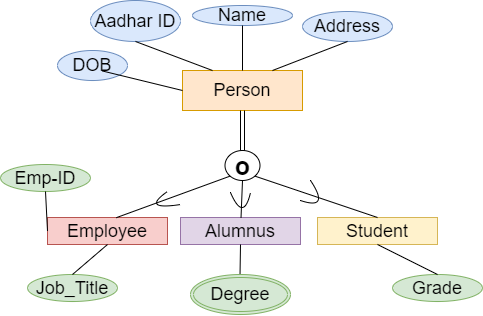 Aadhar ID
Name
Address
DOB
Person
O
Emp-ID
Employee
Alumnus
Student
Job_Title
Degree
Grade